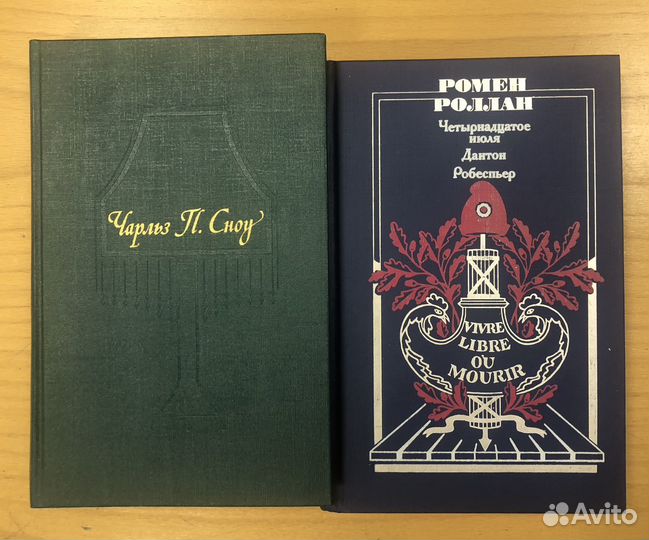 Чарльз П. Сноу
РОМЕН
РОЛЛАН
Четырнадцатое
июля
Дантон
Робеспьер
VIVRE
LIBRE
OU
MOURIR
Avito